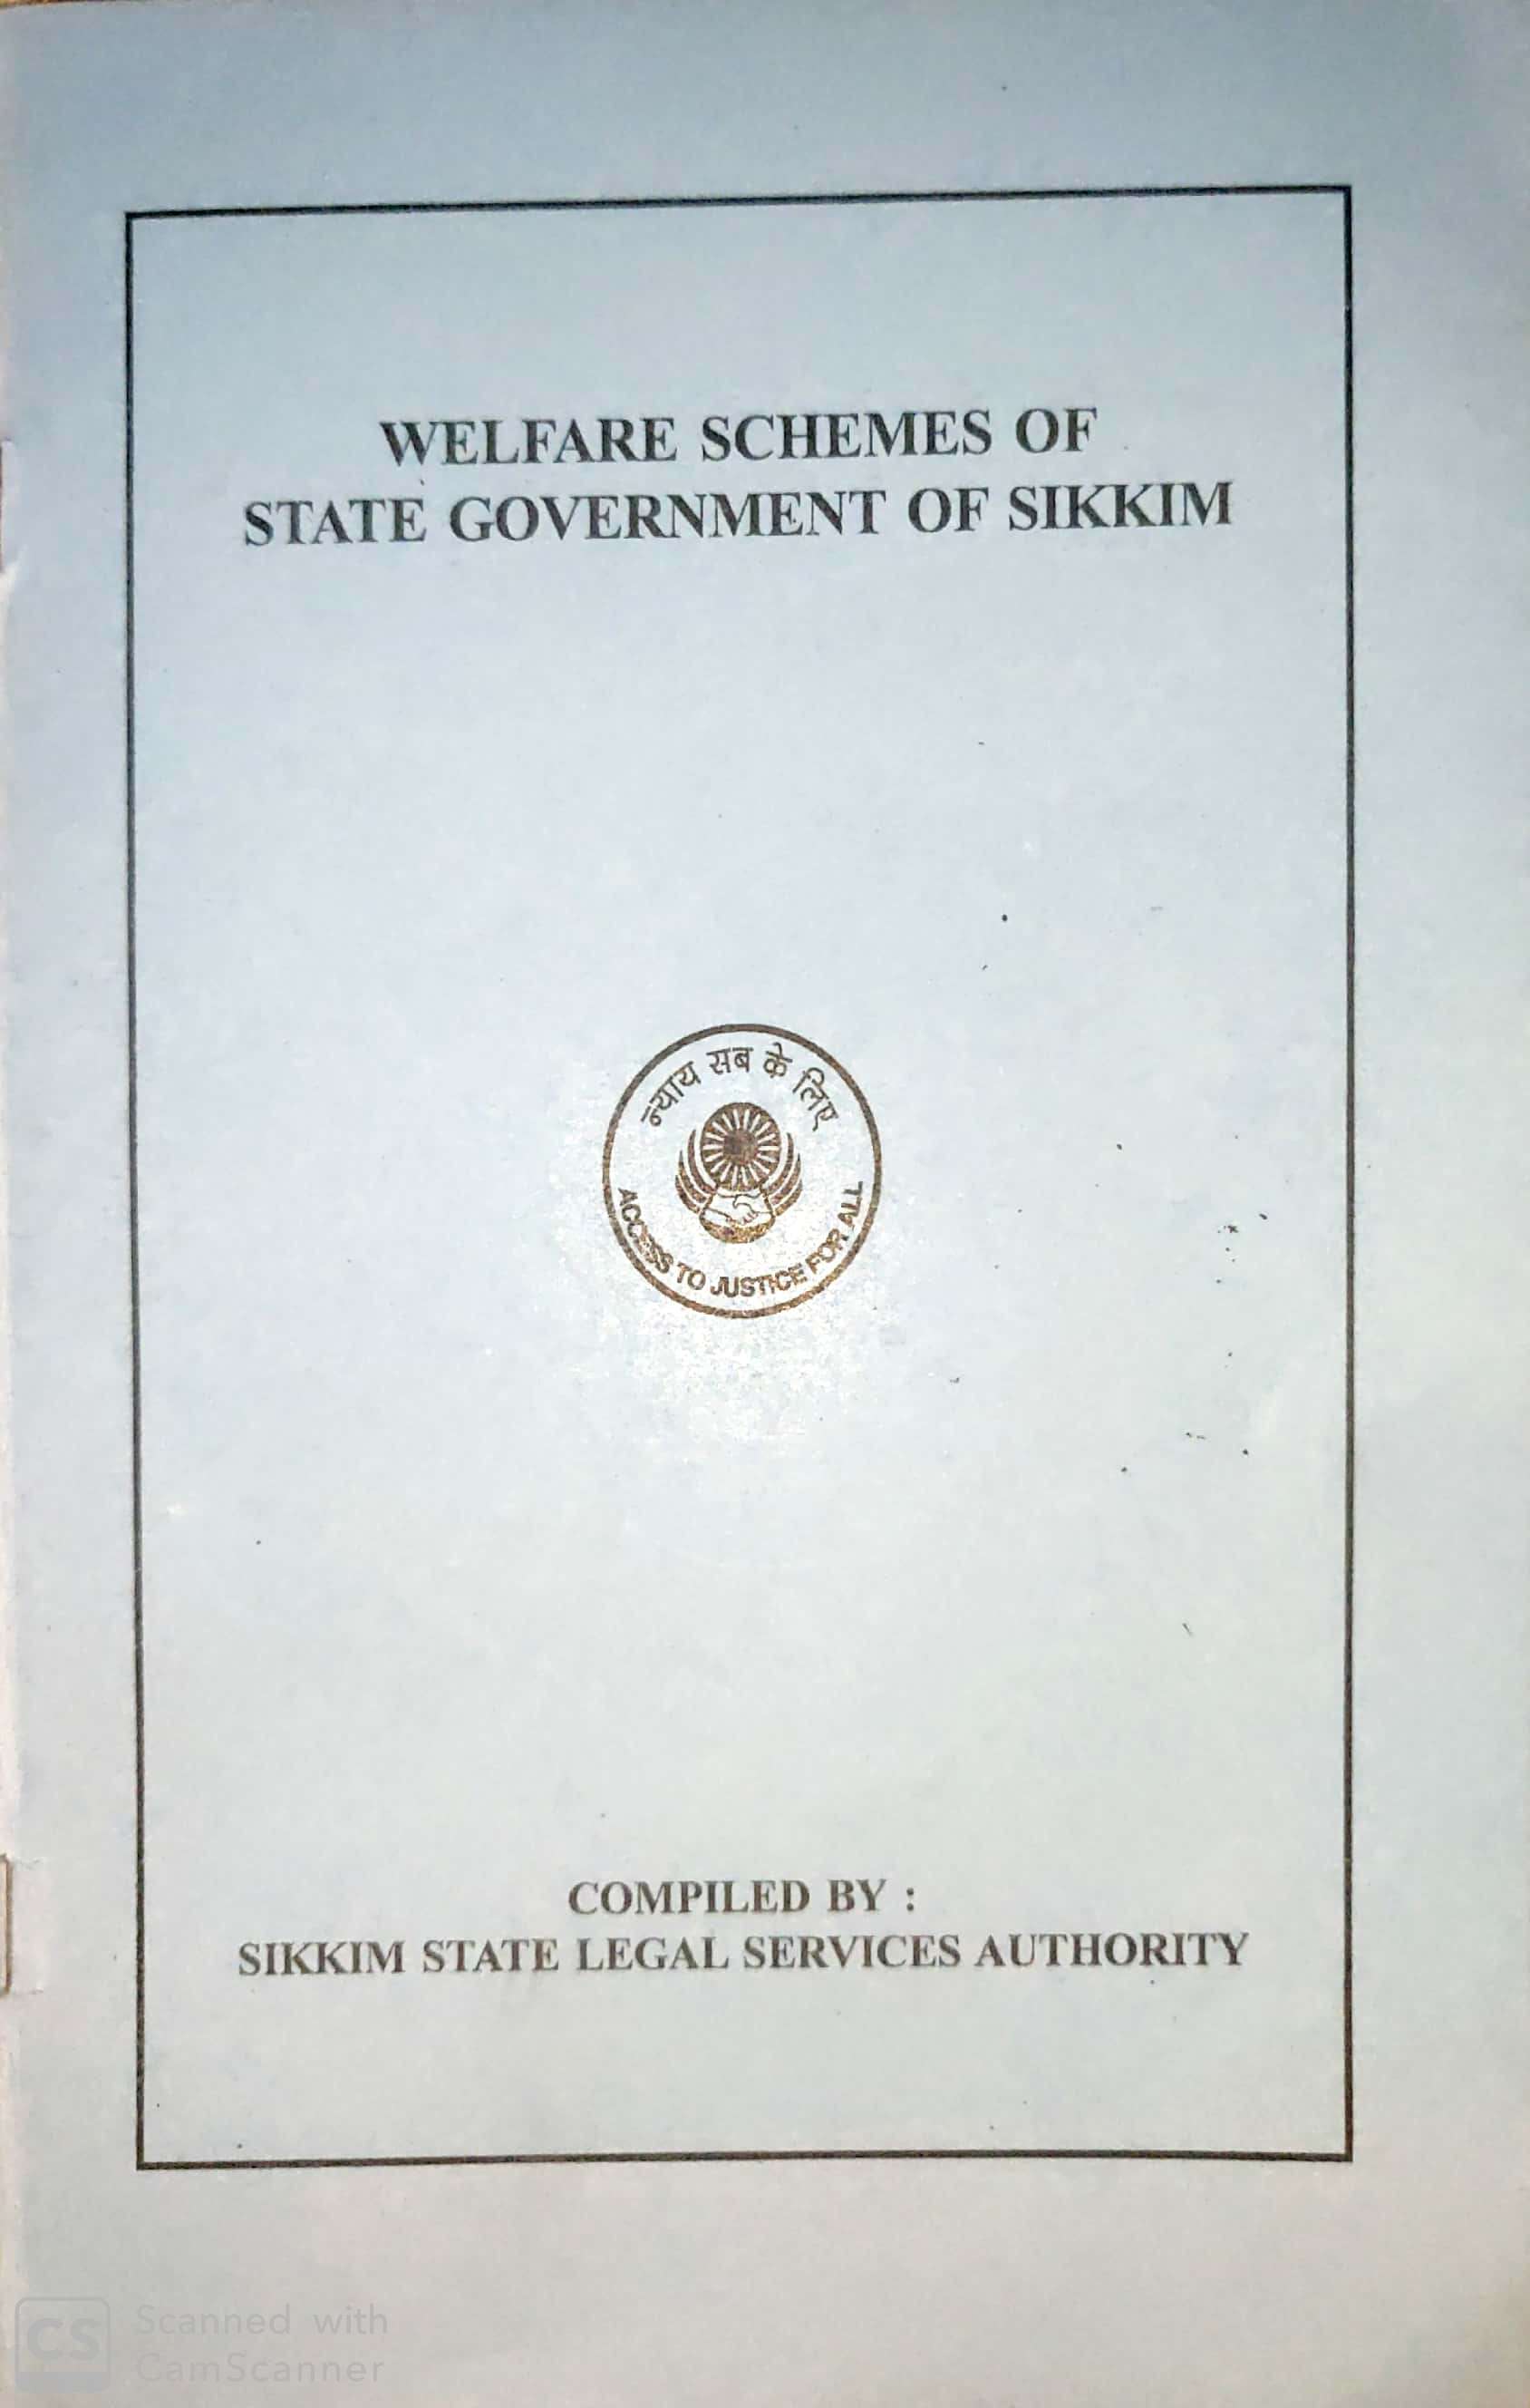 WELFARE SCHEMES OF
STATE GOVERNMENT OF SIKKIM
न्याय सब के लिए
ACCESS TO JUSTICE FOR ALL
COMPILED BY :
SIKKIM STATE LEGAL SERVICES AUTHORITY
CS
Scanned with
CamScanner